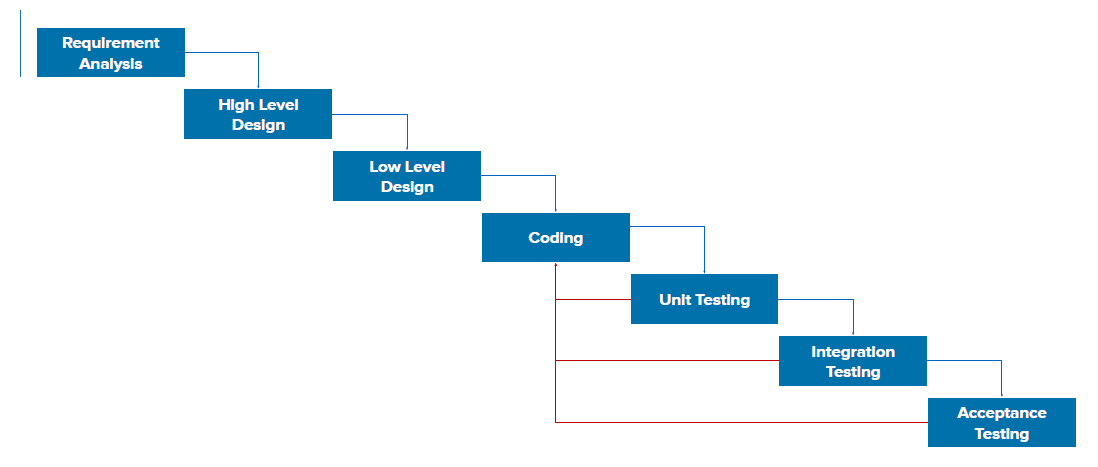 Requirement
Analysis
High Level
Design
Low Level
Design
Coding
Unit Testing
Integration
Testing
Acceptance
Testing